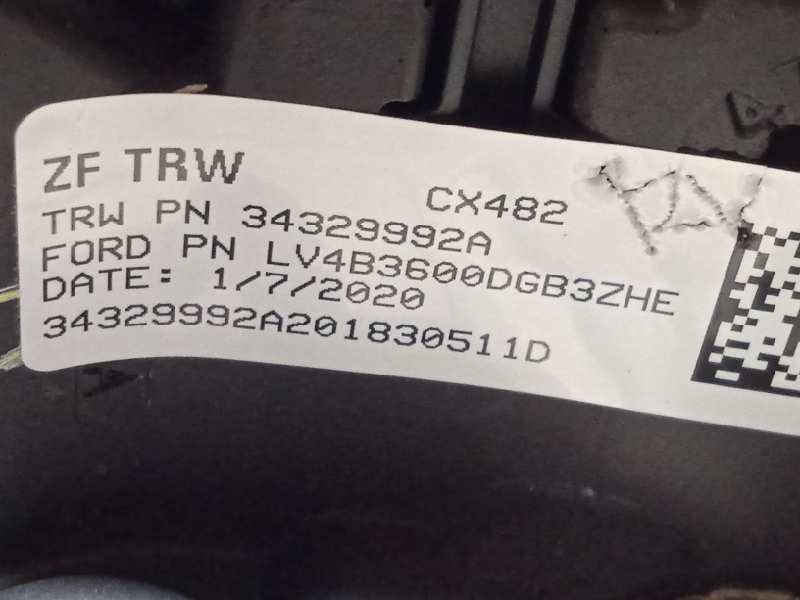 ZF TRW
CX482
TRW PN 34329992A
FORD PN LV4B3600DGB3ZHE
DATE: 1/7/2020
34329992A201830511D